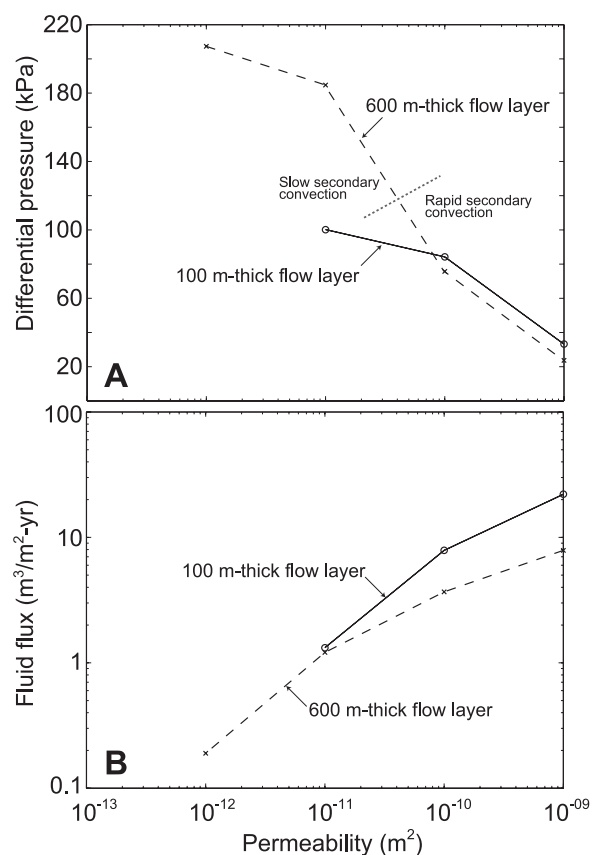 220
180
140
100
60
20
Differential pressure (kPa)
600 m-thick flow layer
Slow secondary
convection
Rapid secondary
convection
100 m-thick flow layer
A
100
10
1
0.1
Fluid flux (m³/m²-yr)
100 m-thick flow layer
600 m-thick flow layer
B
10⁻¹³ 10⁻¹² 10⁻¹¹ 10⁻¹⁰ 10⁻⁰⁹
Permeability (m²)